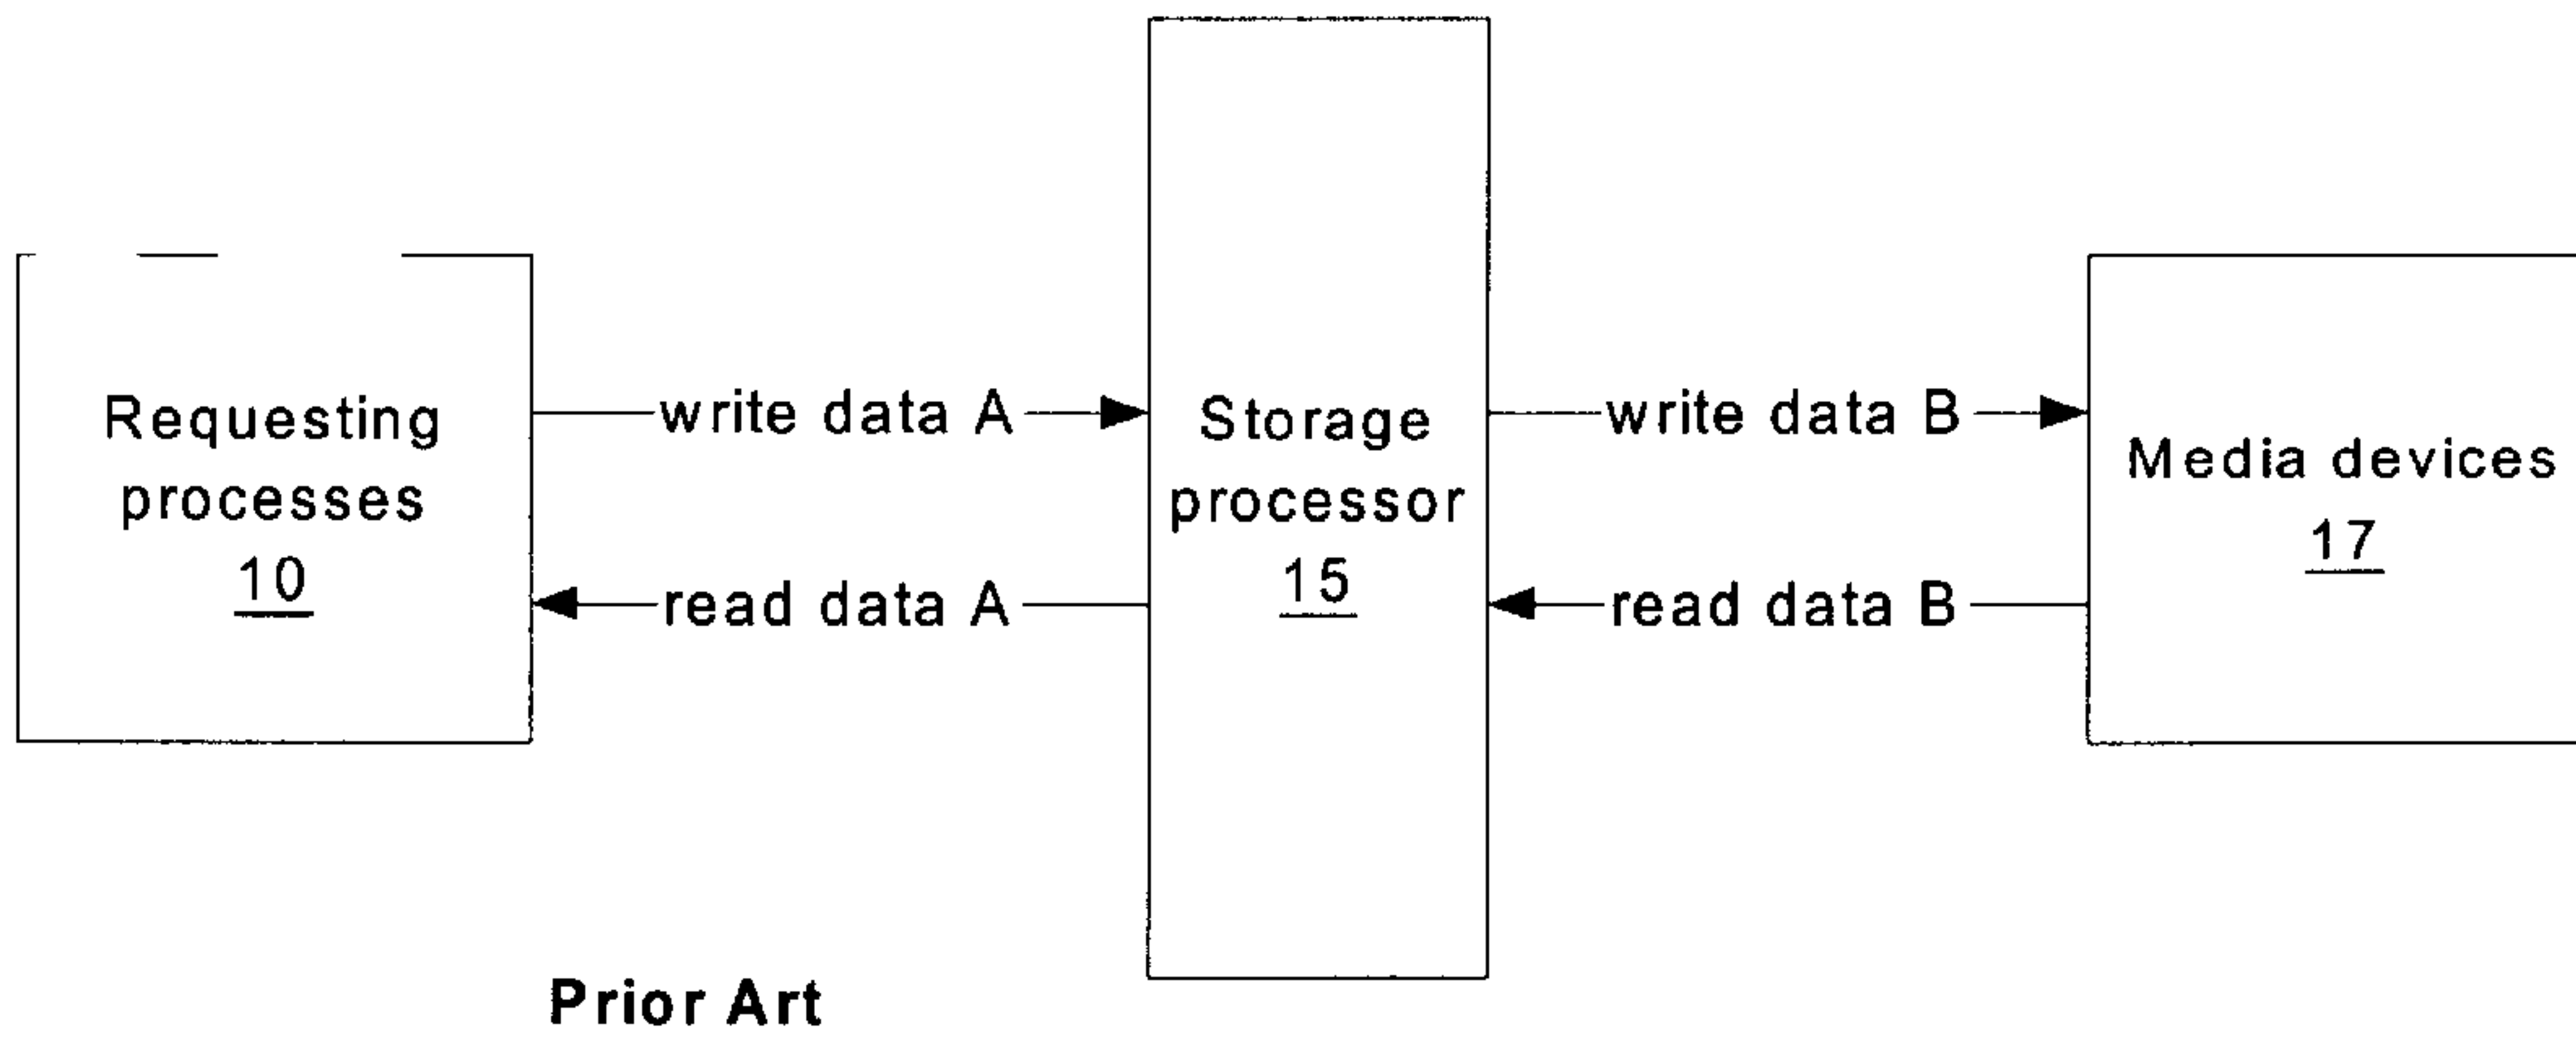 Requesting
processes
10
write data A
read data A
Storage
processor
15
write data B
read data B
Media devices
17
Prior Art